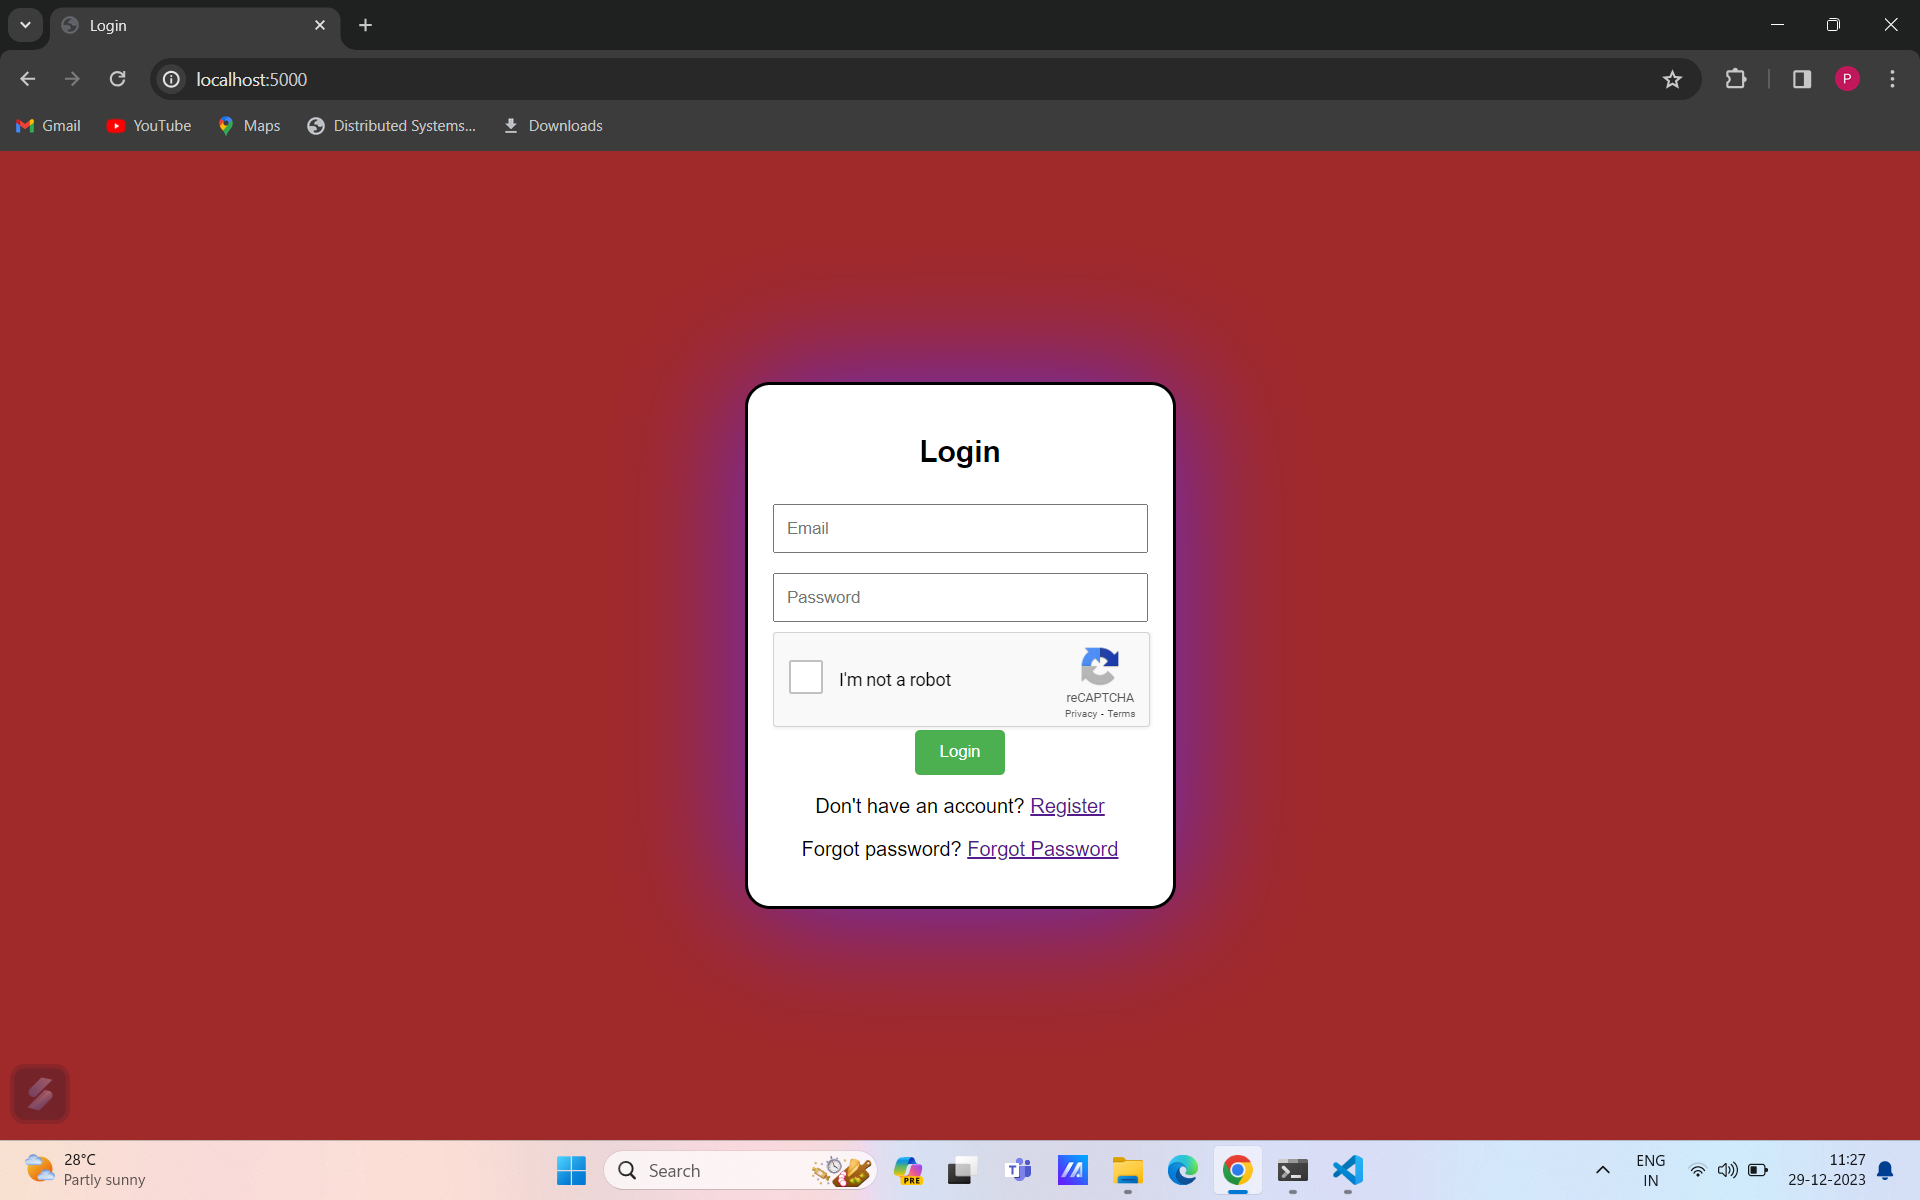 Login
localhost:5000
P
Gmail YouTube Maps Distributed Systems... Downloads
Login
Email
Password
I'm not a robot
reCAPTCHA
Privacy - Terms
Login
Don't have an account? Register
Forgot password? Forgot Password
28°C
Partly sunny
Search
PRE
T
ENG
IN
11:27
29-12-2023